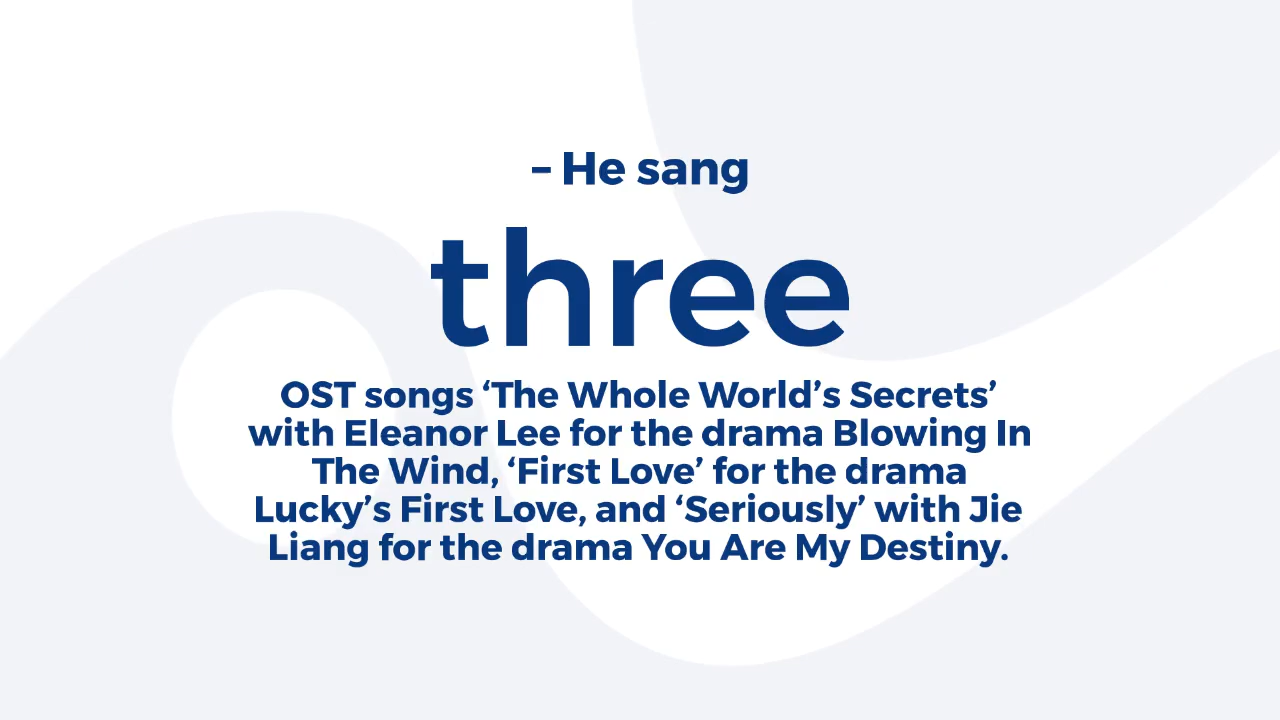 – He sang
three
OST songs ‘The Whole World’s Secrets’
with Eleanor Lee for the drama Blowing In
The Wind, ‘First Love’ for the drama
Lucky’s First Love, and ‘Seriously’ with Jie
Liang for the drama You Are My Destiny.